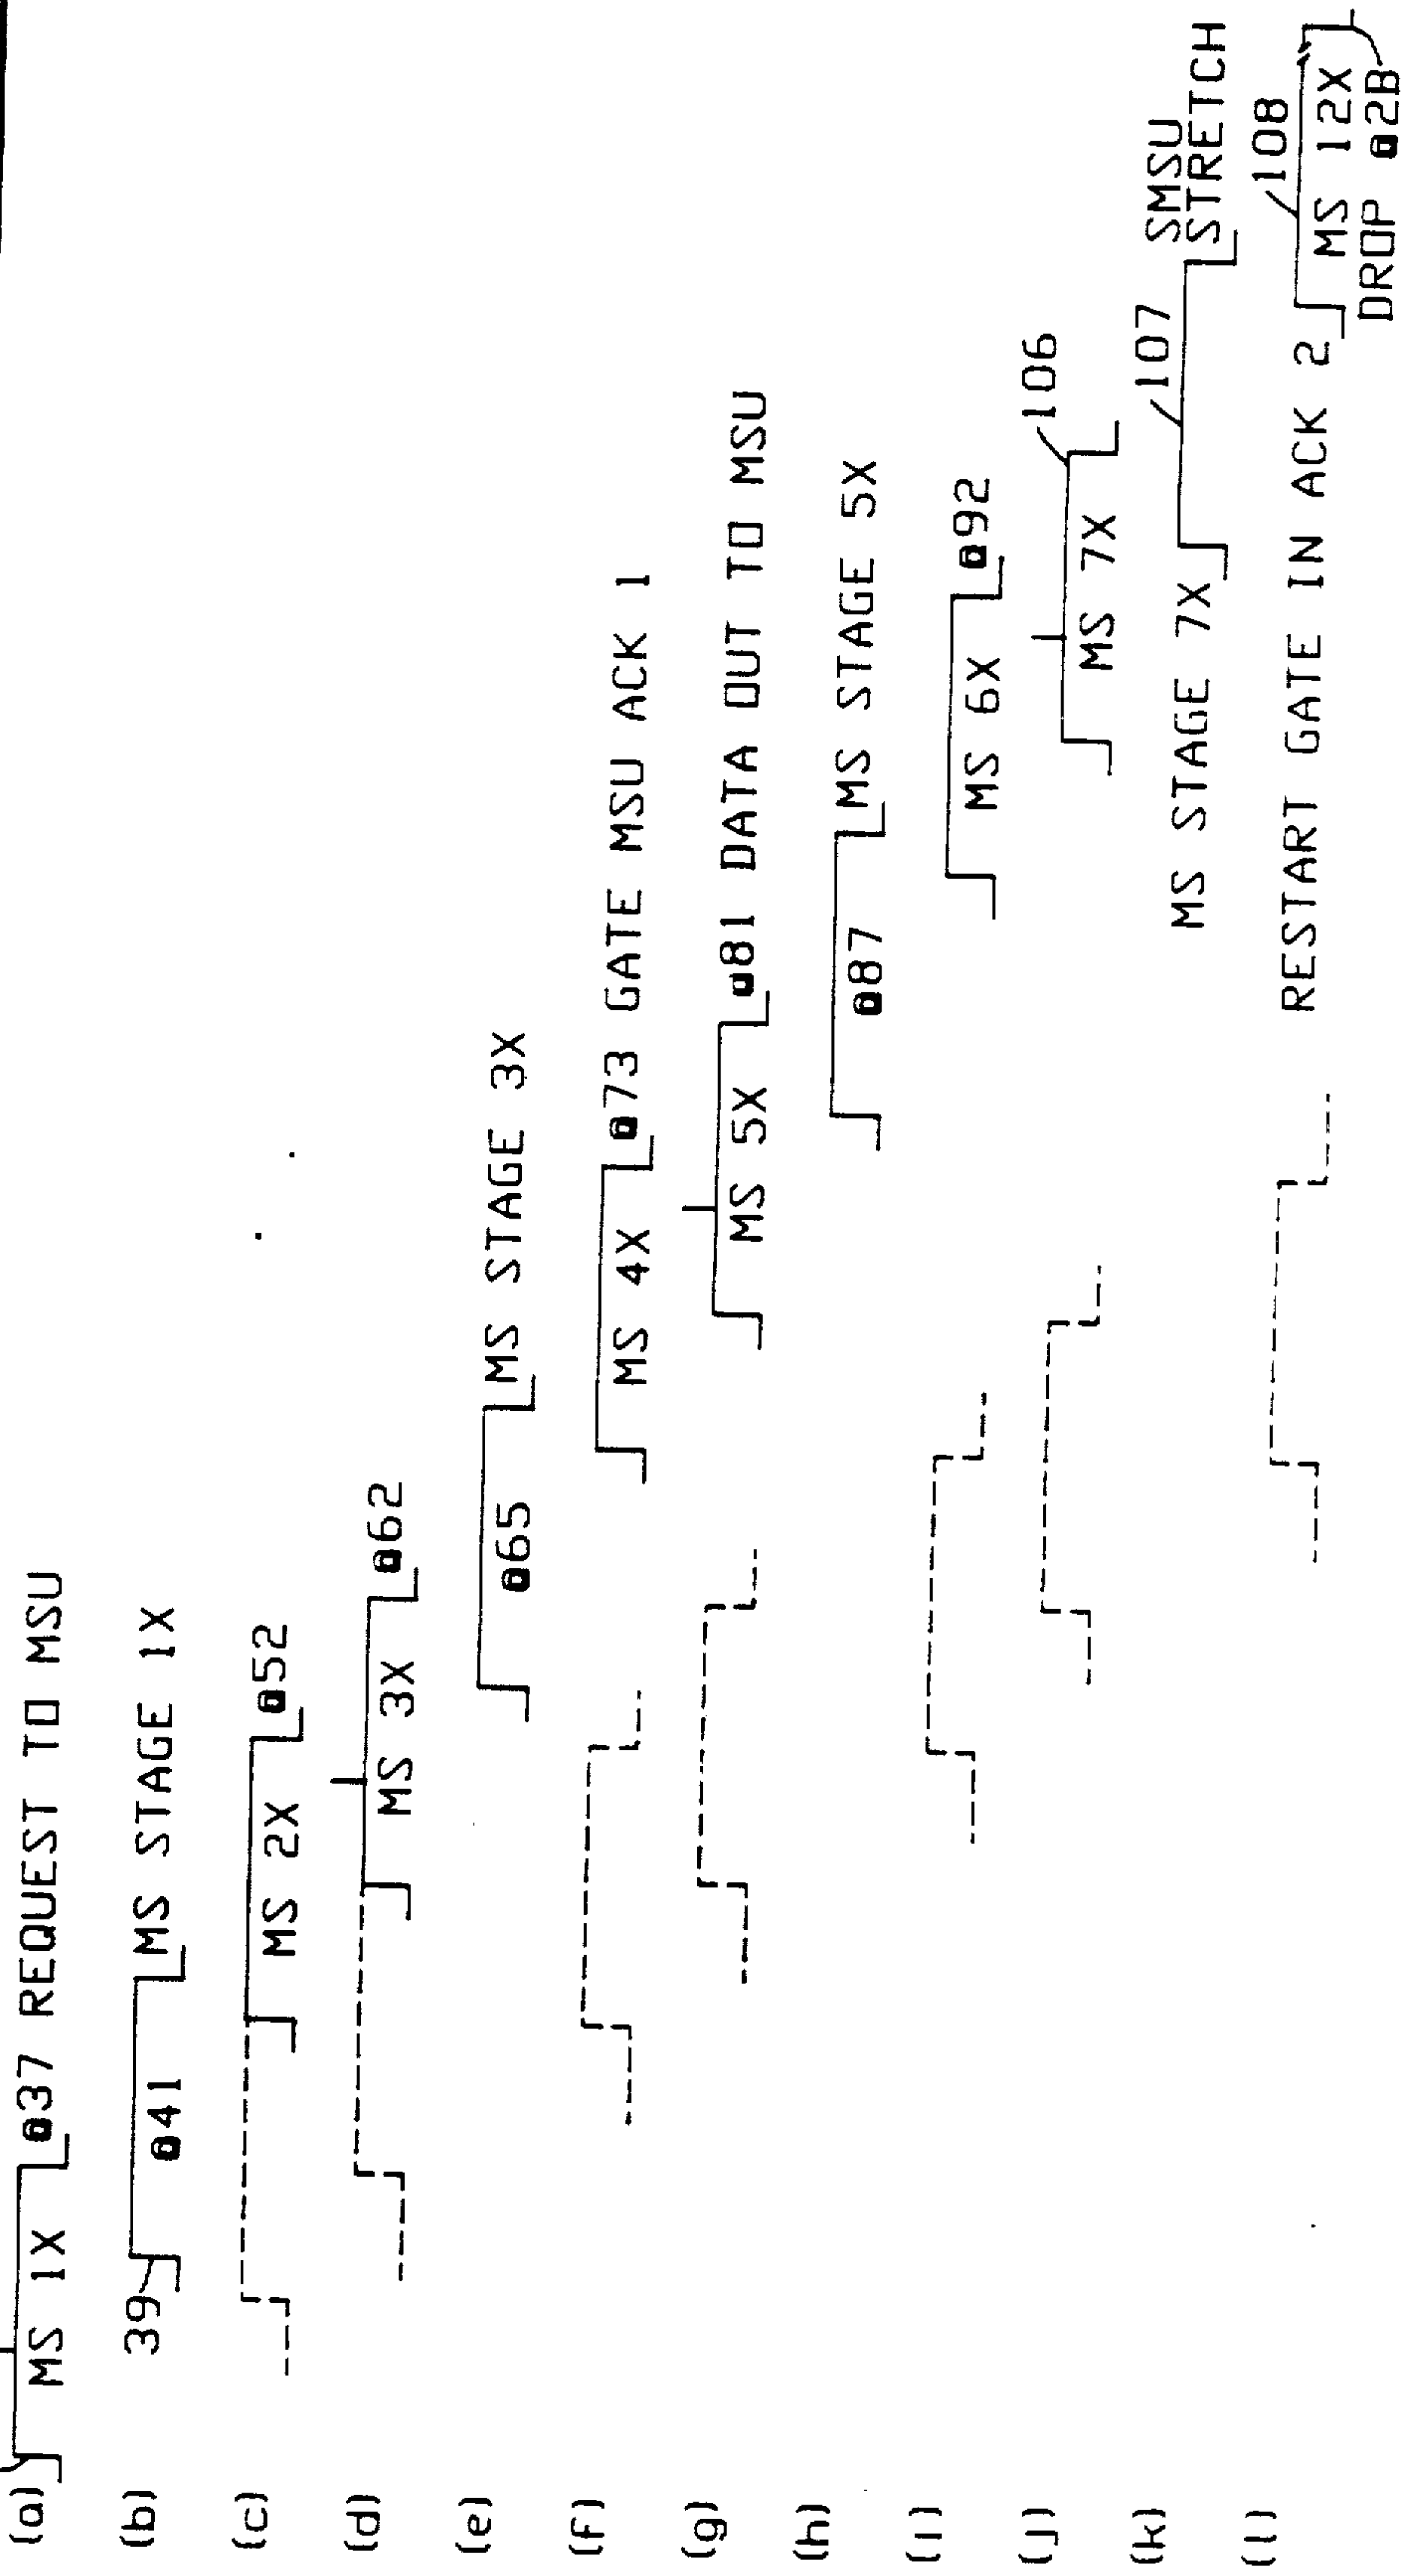 (a) MS 1X @37 REQUEST TO MSU
(b) 39 @41 MS STAGE 1X
(c) MS 2X @52
(d) MS 3X @62
(e) @65 MS STAGE 3X
(f) MS 4X @73 GATE MSU ACK 1
(g) MS 5X @81 DATA OUT TO MSU
(h) @87 MS STAGE 5X
(i) MS 6X @92
(j) MS 7X 106
(k) MS STAGE 7X 107 SMSU
STRETCH
(l) RESTART GATE IN ACK 2 108
MS 12X
DROP @2B